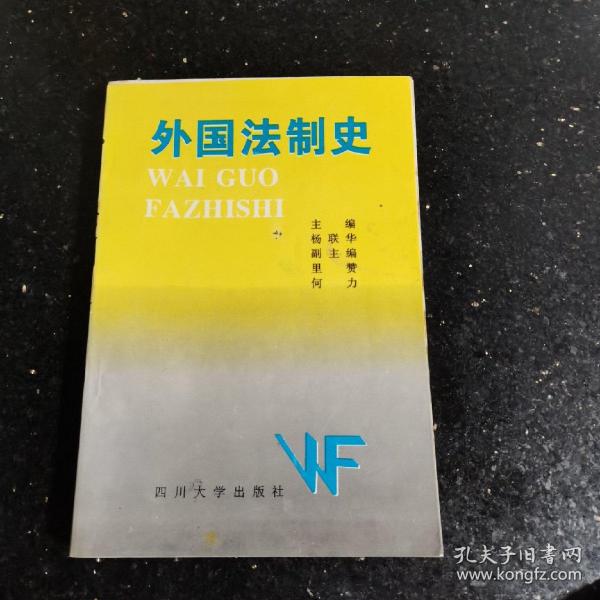 外国法制史
WAI GUO
FAZHISHI
主编
杨联华
副主编
里赞
何力
WF
四川大学出版社
孔夫子旧书网
www.kongfz.com